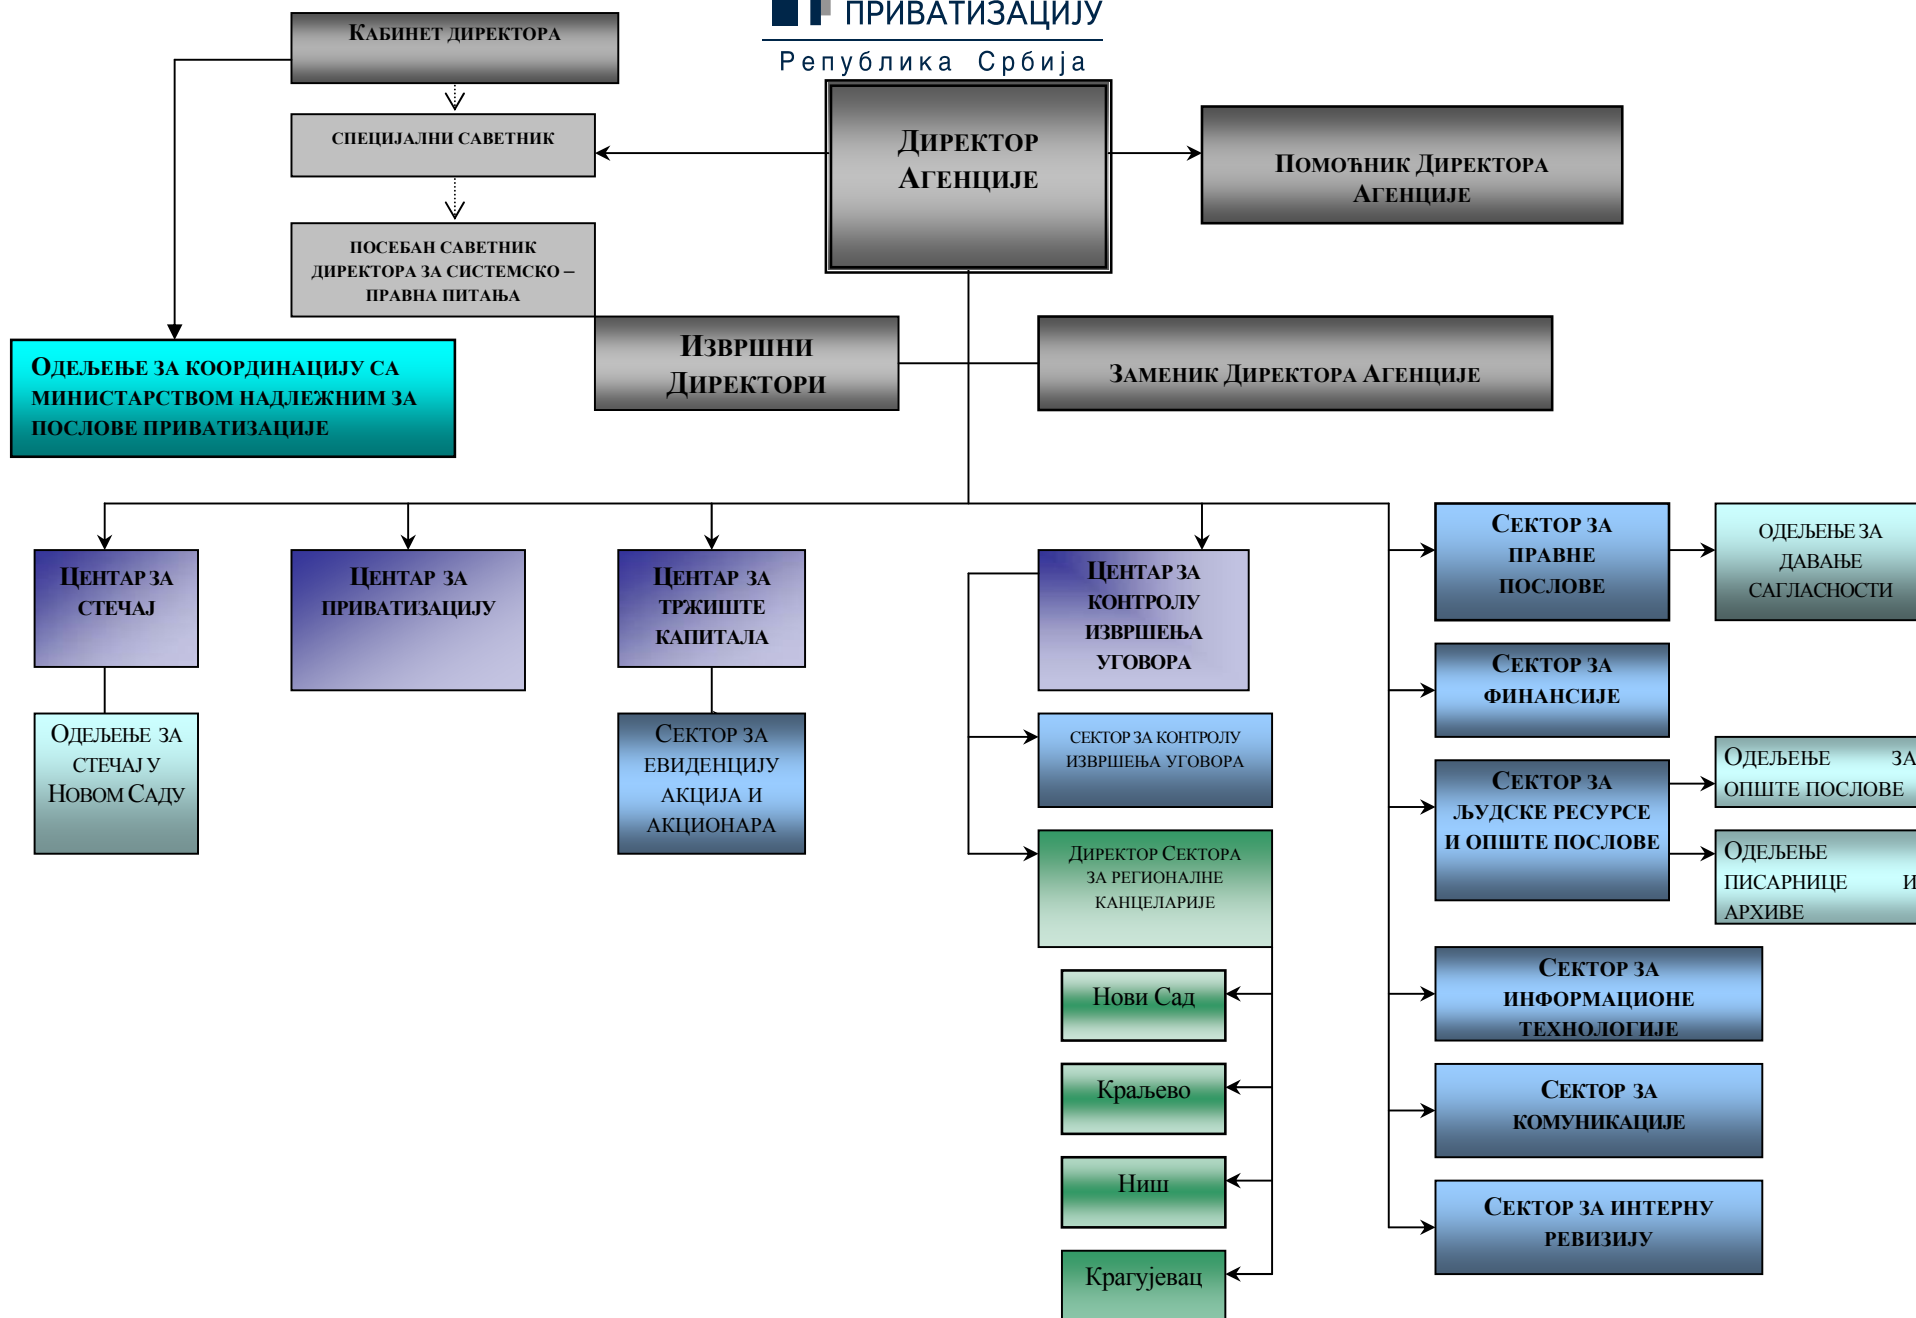 ПРИВАТИЗАЦИЈУ
Република Србија
КАБИНЕТ ДИРЕКТОРА
СПЕЦИЈАЛНИ САВЕТНИК
ПОСЕБАН САВЕТНИК
ДИРЕКТОРА ЗА СИСТЕМСКО –
ПРАВНА ПИТАЊА
ДИРЕКТОР
АГЕНЦИЈЕ
ПОМОЋНИК ДИРЕКТОРА
АГЕНЦИЈЕ
ИЗВРШНИ
ДИРЕКТОРИ
ЗАМЕНИК ДИРЕКТОРА АГЕНЦИЈЕ
ОДЕЉЕЊЕ ЗА КООРДИНАЦИЈУ СА
МИНИСТАРСТВОМ НАДЛЕЖНИМ ЗА
ПОСЛОВЕ ПРИВАТИЗАЦИЈЕ
ЦЕНТАР ЗА
СТЕЧАЈ
ОДЕЉЕЊЕ ЗА
СТЕЧАЈ У
НОВОМ САДУ
ЦЕНТАР ЗА
ПРИВАТИЗАЦИЈУ
ЦЕНТАР ЗА
ТРЖИШТЕ
КАПИТАЛА
СЕКТОР ЗА
ЕВИДЕНЦИЈУ
АКЦИЈА И
АКЦИОНАРА
ЦЕНТАР ЗА
КОНТРОЛУ
ИЗВРШЕЊА
УГОВОРА
СЕКТОР ЗА КОНТРОЛУ
ИЗВРШЕЊА УГОВОРА
ДИРЕКТОР СЕКТОРА
ЗА РЕГИОНАЛНЕ
КАНЦЕЛАРИЈЕ
Нови Сад
Краљево
Ниш
Крагујевац
СЕКТОР ЗА
ПРАВНЕ
ПОСЛОВЕ
ОДЕЉЕЊЕ ЗА
ДАВАЊЕ
САГЛАСНОСТИ
СЕКТОР ЗА
ФИНАНСИЈЕ
СЕКТОР ЗА
ЉУДСКЕ РЕСУРСЕ
И ОПШТЕ ПОСЛОВЕ
ОДЕЉЕЊЕ ЗА
ОПШТЕ ПОСЛОВЕ
ОДЕЉЕЊЕ
ПИСАРНИЦЕ И
АРХИВЕ
СЕКТОР ЗА
ИНФОРМАЦИОНЕ
ТЕХНОЛОГИЈЕ
СЕКТОР ЗА
КОМУНИКАЦИЈЕ
СЕКТОР ЗА ИНТЕРНУ
РЕВИЗИЈУ